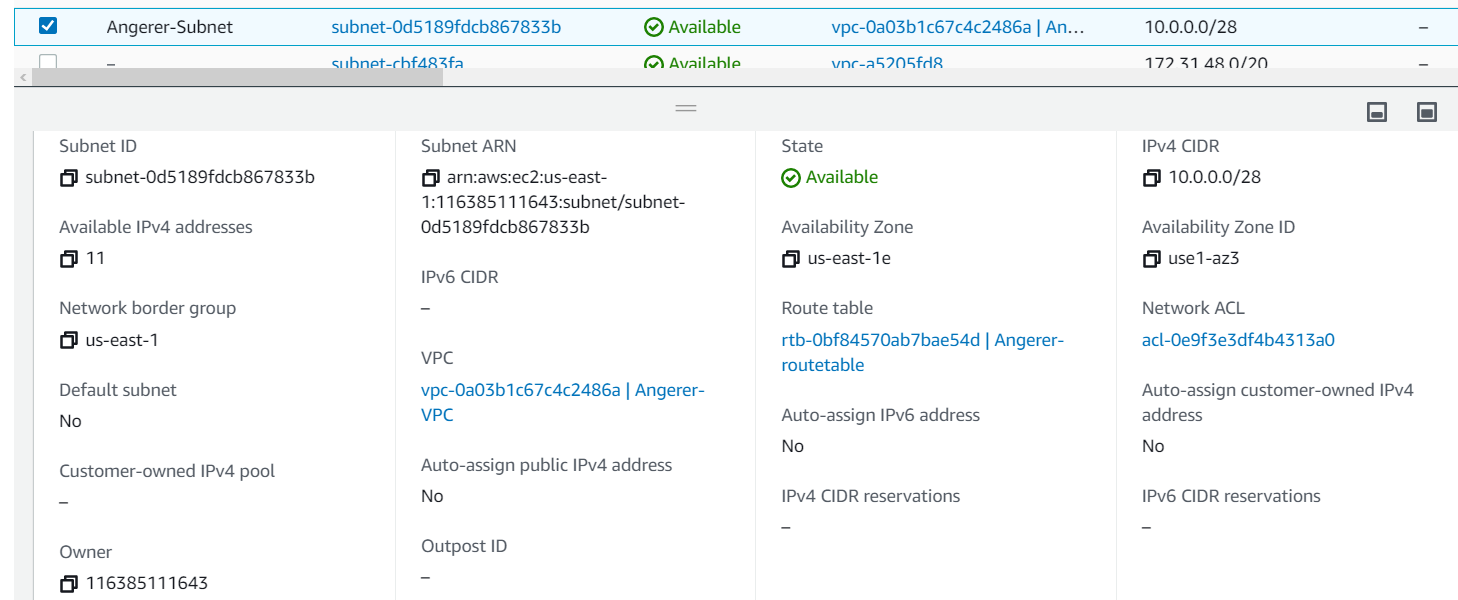 Angerer-Subnet subnet-0d5189fdcb867833b Available vpc-0a03b1c67c4c2486a | An... 10.0.0.0/28 –
– subnet-cbf483fa Available vpc-a5205fd8 172.31.48.0/20 –
Subnet ID
subnet-0d5189fdcb867833b
Available IPv4 addresses
11
Network border group
us-east-1
Default subnet
No
Customer-owned IPv4 pool
–
Owner
116385111643
Subnet ARN
arn:aws:ec2:us-east-
1:116385111643:subnet/subnet-
0d5189fdcb867833b
IPv6 CIDR
–
VPC
vpc-0a03b1c67c4c2486a | Angerer-
VPC
Auto-assign public IPv4 address
No
Outpost ID
–
State
Available
Availability Zone
us-east-1e
Route table
rtb-0bf84570ab7bae54d | Angerer-
routetable
Auto-assign IPv6 address
No
IPv4 CIDR reservations
–
IPv4 CIDR
10.0.0.0/28
Availability Zone ID
use1-az3
Network ACL
acl-0e9f3e3df4b4313a0
Auto-assign customer-owned IPv4
address
No
IPv6 CIDR reservations
–